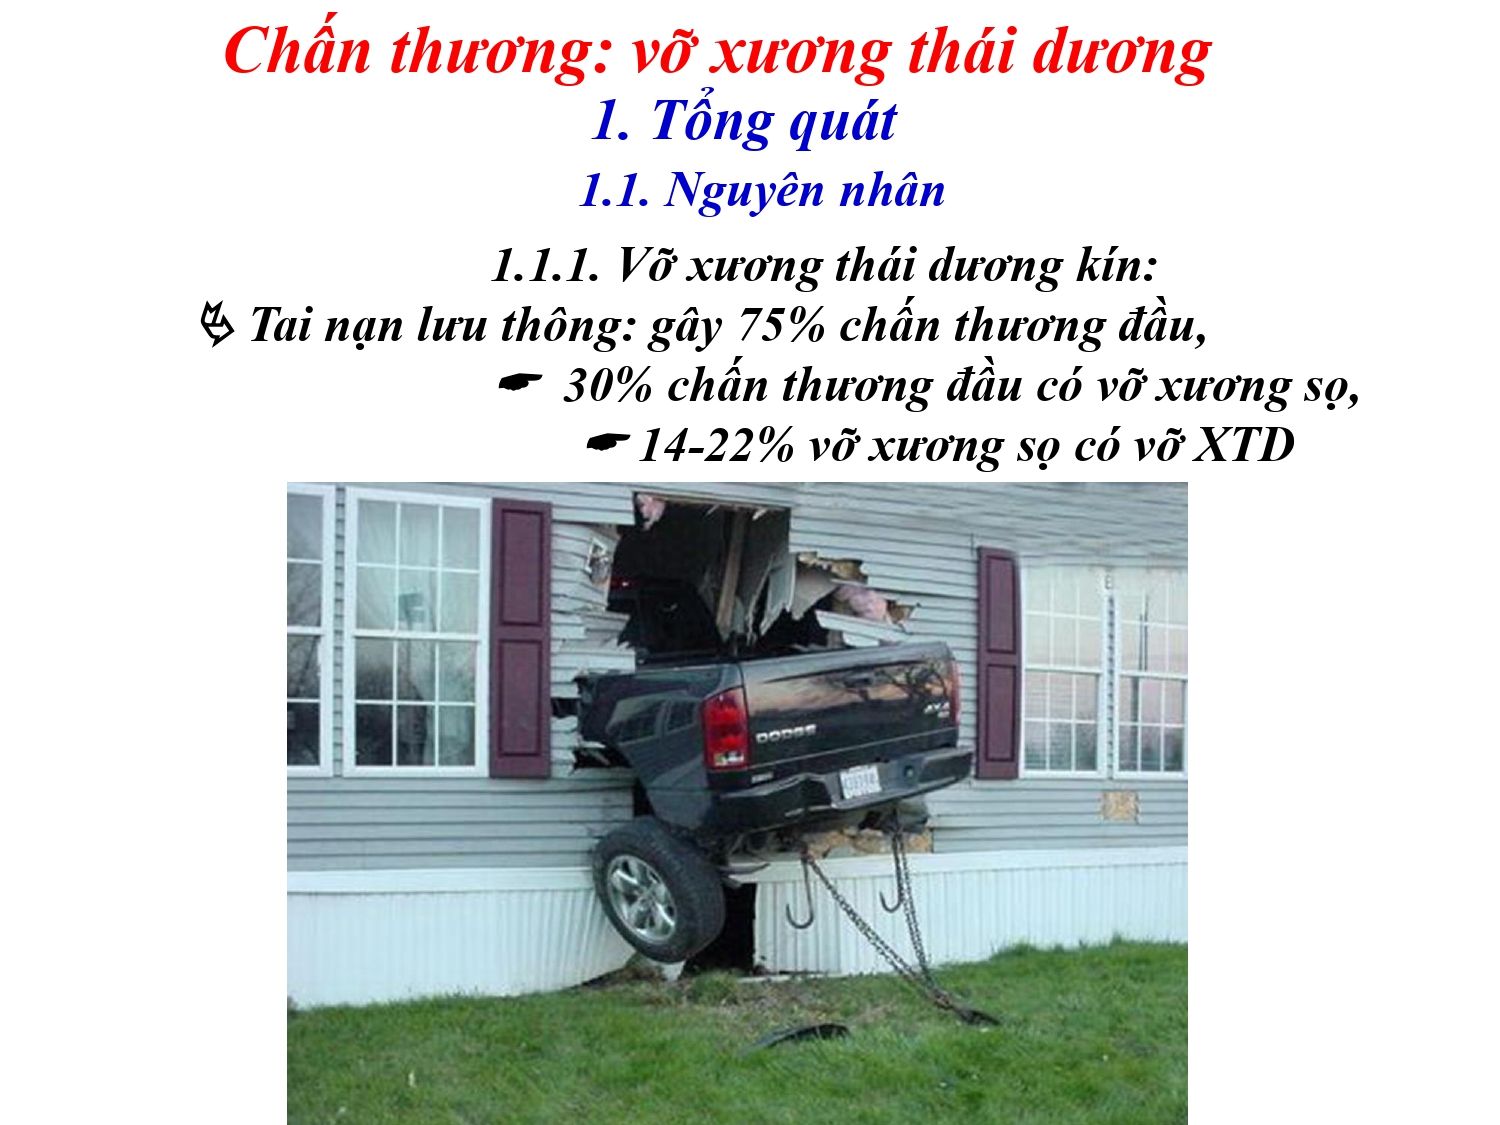 Chấn thương: vỡ xương thái dương
1. Tổng quát
1.1. Nguyên nhân
1.1.1. Vỡ xương thái dương kín:
Tai nạn lưu thông: gây 75% chấn thương đầu,
30% chấn thương đầu có vỡ xương sọ,
14-22% vỡ xương sọ có vỡ XTD
DODGE
4X4